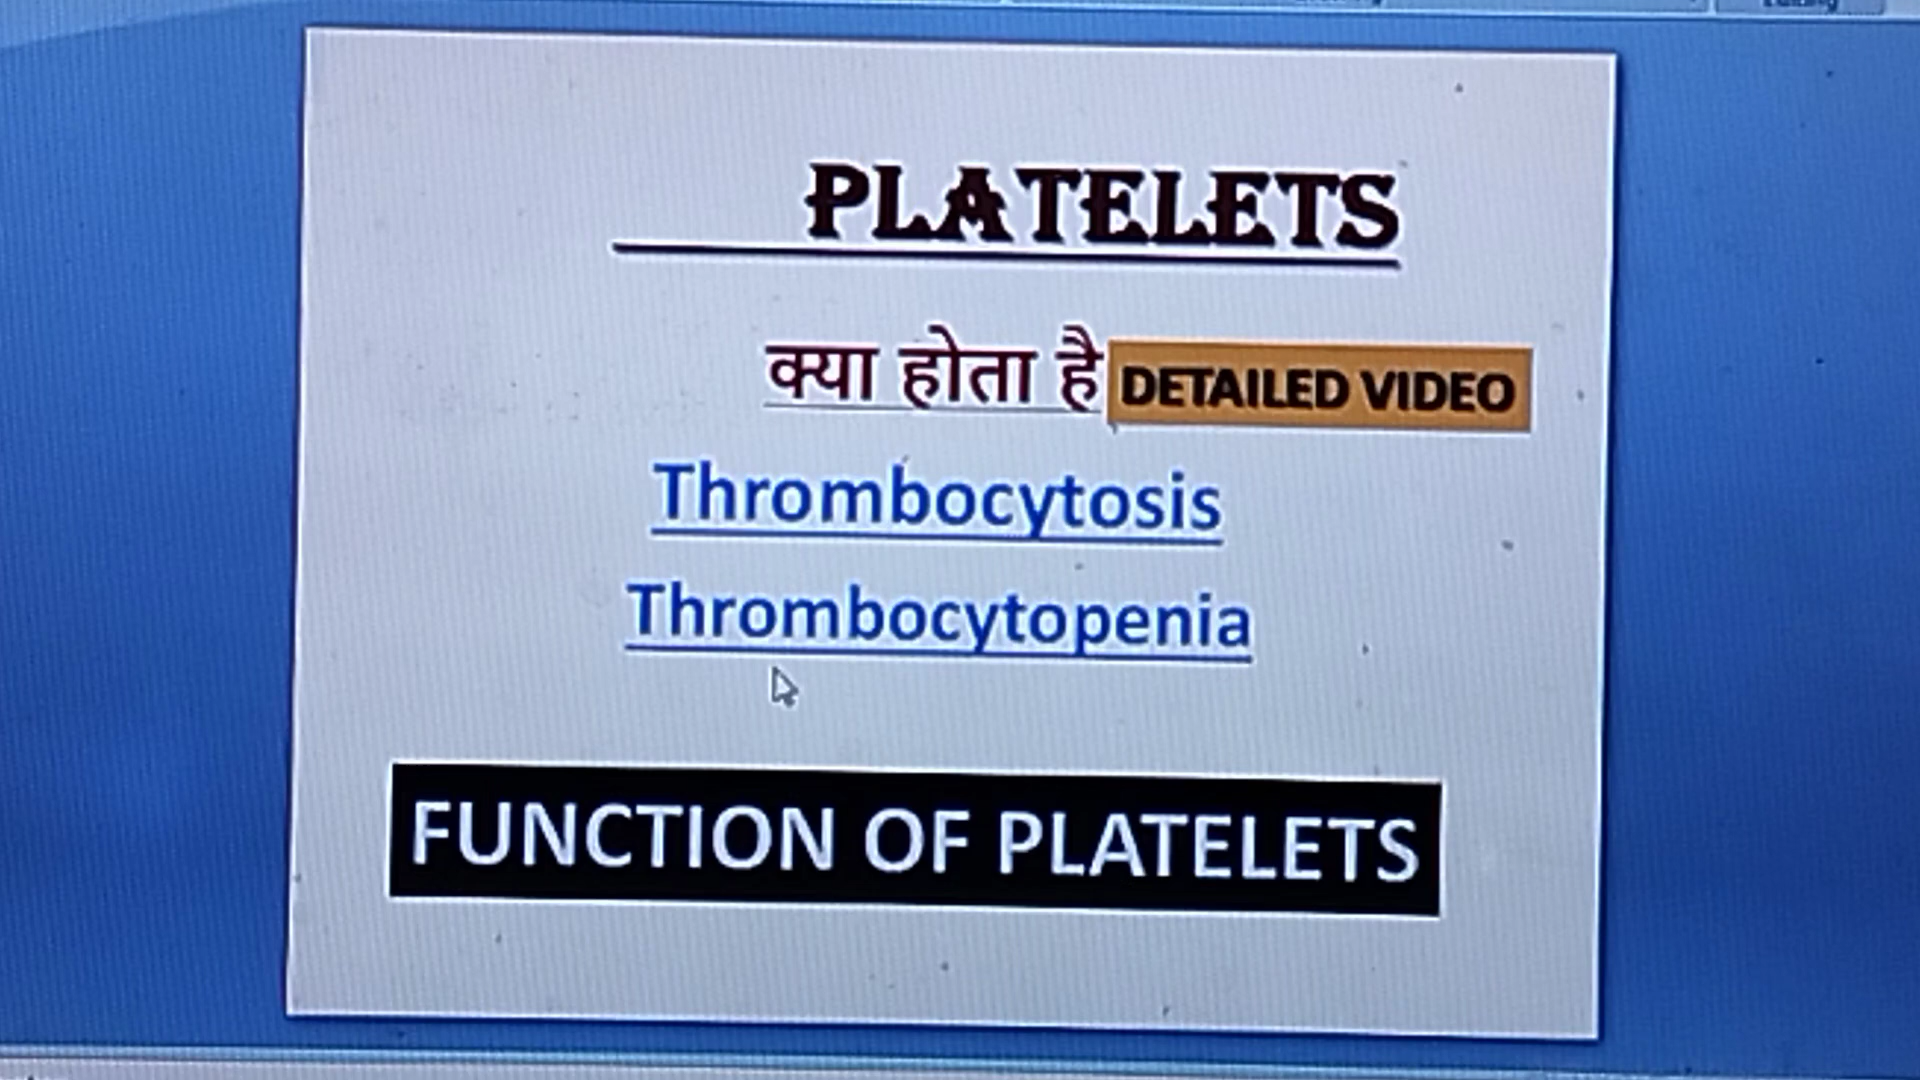 PLATELETS
क्या होता है DETAILED VIDEO
Thrombocytosis
Thrombocytopenia
FUNCTION OF PLATELETS